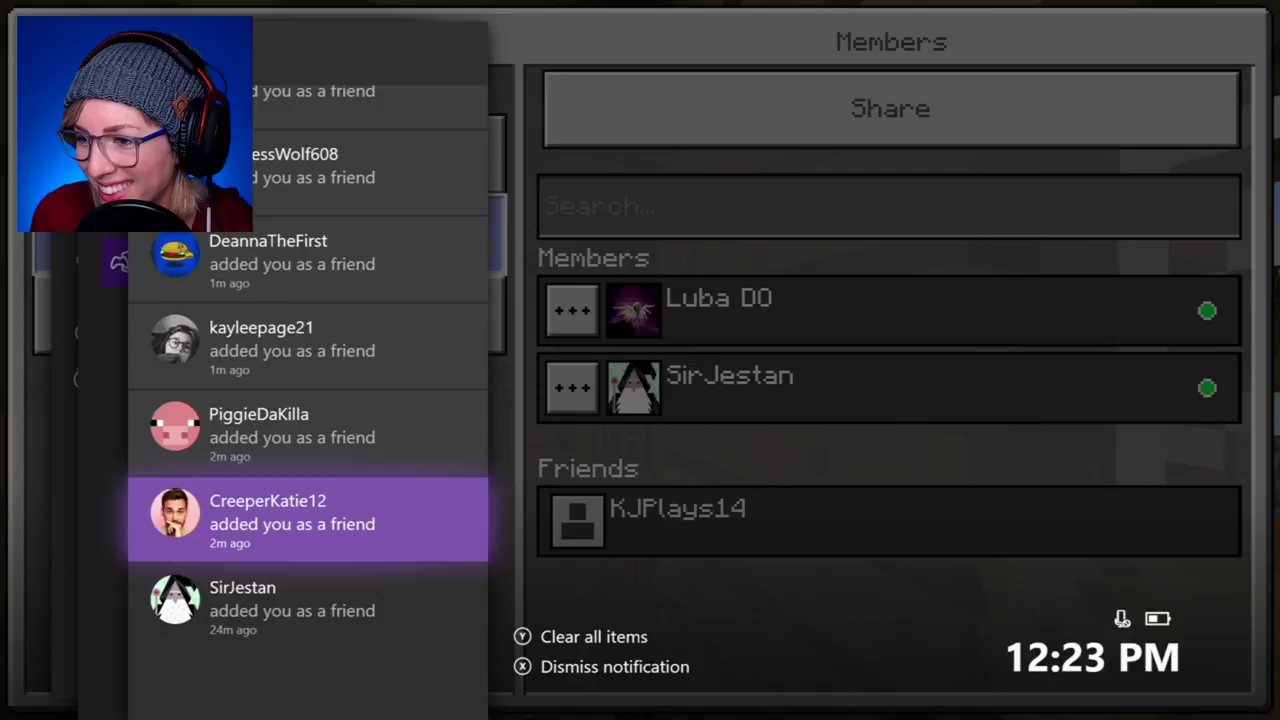 Members
Share
Search...
Members
Luba DO
SirJestan
Friends
KJPlays14
d you as a friend
essWolf608
d you as a friend
DeannaTheFirst
added you as a friend
1m ago
kayleepage21
added you as a friend
1m ago
PiggieDaKilla
added you as a friend
2m ago
CreeperKatie12
added you as a friend
2m ago
SirJestan
added you as a friend
24m ago
Y Clear all items
X Dismiss notification
12:23 PM